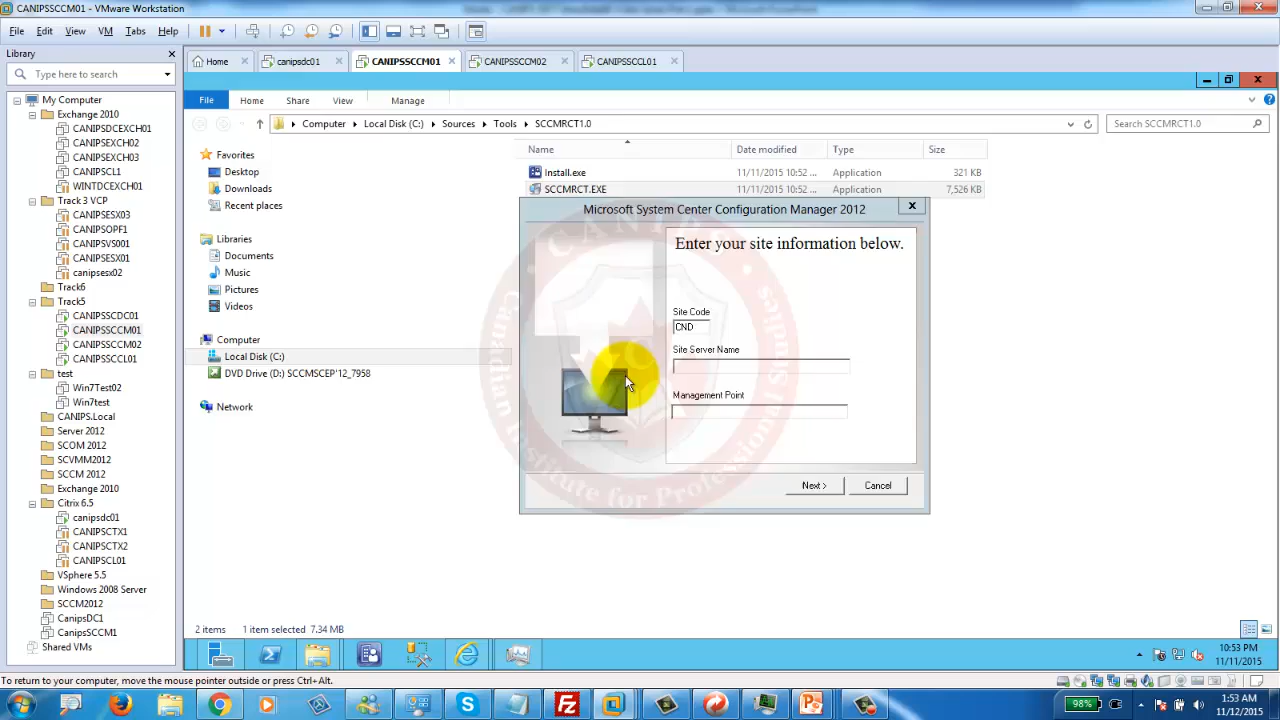 CANIPSSCCM01 - VMware Workstation
File Edit View VM Tabs Help
Library
Type here to search
My Computer
Exchange 2010
CANIPSDCEXCH01
CANIPSEXCH02
CANIPSEXCH03
CANIPSCL1
WINTDCEXCH01
Track 3 VCP
CANIPSESX03
CANIPSOPF1
CANIPSVS001
CANIPSESX01
canipsesx02
Track6
Track5
CANIPSSCDC01
CANIPSSCCM01
CANIPSSCCM02
CANIPSSCCL01
test
Win7Test02
Win7test
CANIPS.Local
Server 2012
SCOM 2012
SCVMM2012
SCCM 2012
Exchange 2010
Citrix 6.5
canipsdc01
CANIPSCTX1
CANIPSCTX2
CANIPSCL01
VSphere 5.5
Windows 2008 Server
SCCM2012
CanipsDC1
CanipsSCCM1
Shared VMs
Home canipsdc01 CANIPSSCCM01 CANIPSSCCM02 CANIPSSCCL01
File Home Share View Manage
Computer Local Disk (C:) Sources Tools SCCMRCT1.0
Search SCCMRCT1.0
Favorites
Desktop
Downloads
Recent places
Libraries
Documents
Music
Pictures
Videos
Computer
Local Disk (C:)
DVD Drive (D:) SCCMSCEP'12_7958
Network
Name Date modified Type Size
Install.exe 11/11/2015 10:52 ... Application 321 KB
SCCMRCT.EXE 11/11/2015 10:52 ... Application 7,526 KB
Microsoft System Center Configuration Manager 2012
Enter your site information below.
Site Code
CND
Site Server Name
Management Point
Next > Cancel
CANIPS
Canadian Institute for Professional Studies
2 items 1 item selected 7.34 MB
10:53 PM
11/11/2015
To return to your computer, move the mouse pointer outside or press Ctrl+Alt.
98%
1:53 AM
11/12/2015